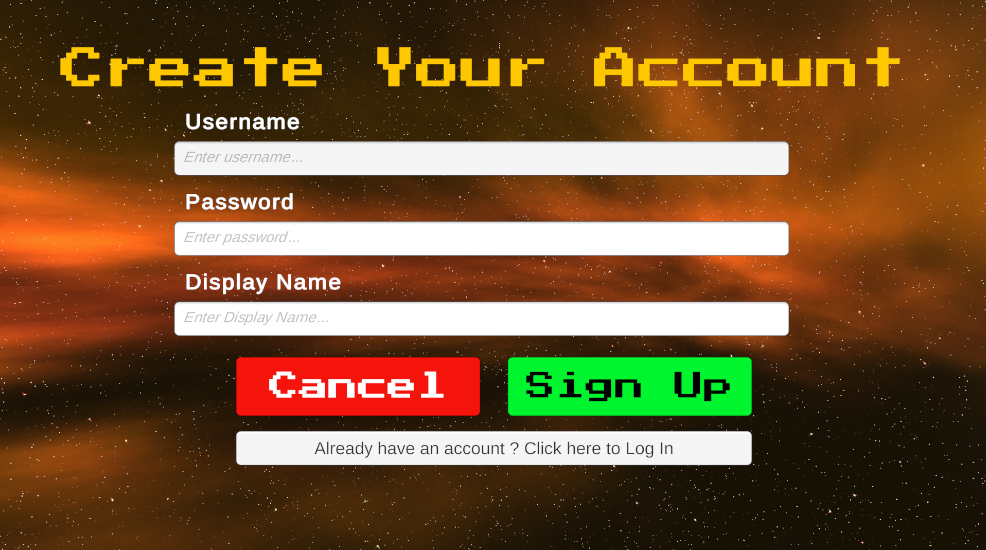 Create Your Account
Username
Enter username...
Password
Enter password...
Display Name
Enter Display Name...
Cancel Sign Up
Already have an account ? Click here to Log In